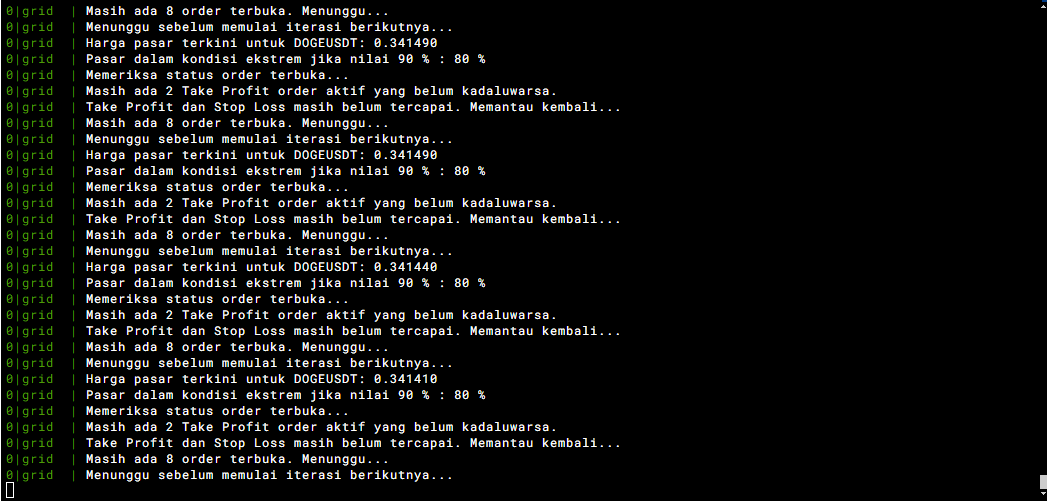 0|grid  | Masih ada 8 order terbuka. Menunggu...
0|grid  | Menunggu sebelum memulai iterasi berikutnya...
0|grid  | Harga pasar terkini untuk DOGEUSDT: 0.341490
0|grid  | Pasar dalam kondisi ekstrem jika nilai 90 % : 80 %
0|grid  | Memeriksa status order terbuka...
0|grid  | Masih ada 2 Take Profit order aktif yang belum kadaluwarsa.
0|grid  | Take Profit dan Stop Loss masih belum tercapai. Memantau kembali...
0|grid  | Masih ada 8 order terbuka. Menunggu...
0|grid  | Menunggu sebelum memulai iterasi berikutnya...
0|grid  | Harga pasar terkini untuk DOGEUSDT: 0.341490
0|grid  | Pasar dalam kondisi ekstrem jika nilai 90 % : 80 %
0|grid  | Memeriksa status order terbuka...
0|grid  | Masih ada 2 Take Profit order aktif yang belum kadaluwarsa.
0|grid  | Take Profit dan Stop Loss masih belum tercapai. Memantau kembali...
0|grid  | Masih ada 8 order terbuka. Menunggu...
0|grid  | Menunggu sebelum memulai iterasi berikutnya...
0|grid  | Harga pasar terkini untuk DOGEUSDT: 0.341440
0|grid  | Pasar dalam kondisi ekstrem jika nilai 90 % : 80 %
0|grid  | Memeriksa status order terbuka...
0|grid  | Masih ada 2 Take Profit order aktif yang belum kadaluwarsa.
0|grid  | Take Profit dan Stop Loss masih belum tercapai. Memantau kembali...
0|grid  | Masih ada 8 order terbuka. Menunggu...
0|grid  | Menunggu sebelum memulai iterasi berikutnya...
0|grid  | Harga pasar terkini untuk DOGEUSDT: 0.341410
0|grid  | Pasar dalam kondisi ekstrem jika nilai 90 % : 80 %
0|grid  | Memeriksa status order terbuka...
0|grid  | Masih ada 2 Take Profit order aktif yang belum kadaluwarsa.
0|grid  | Take Profit dan Stop Loss masih belum tercapai. Memantau kembali...
0|grid  | Masih ada 8 order terbuka. Menunggu...
0|grid  | Menunggu sebelum memulai iterasi berikutnya...